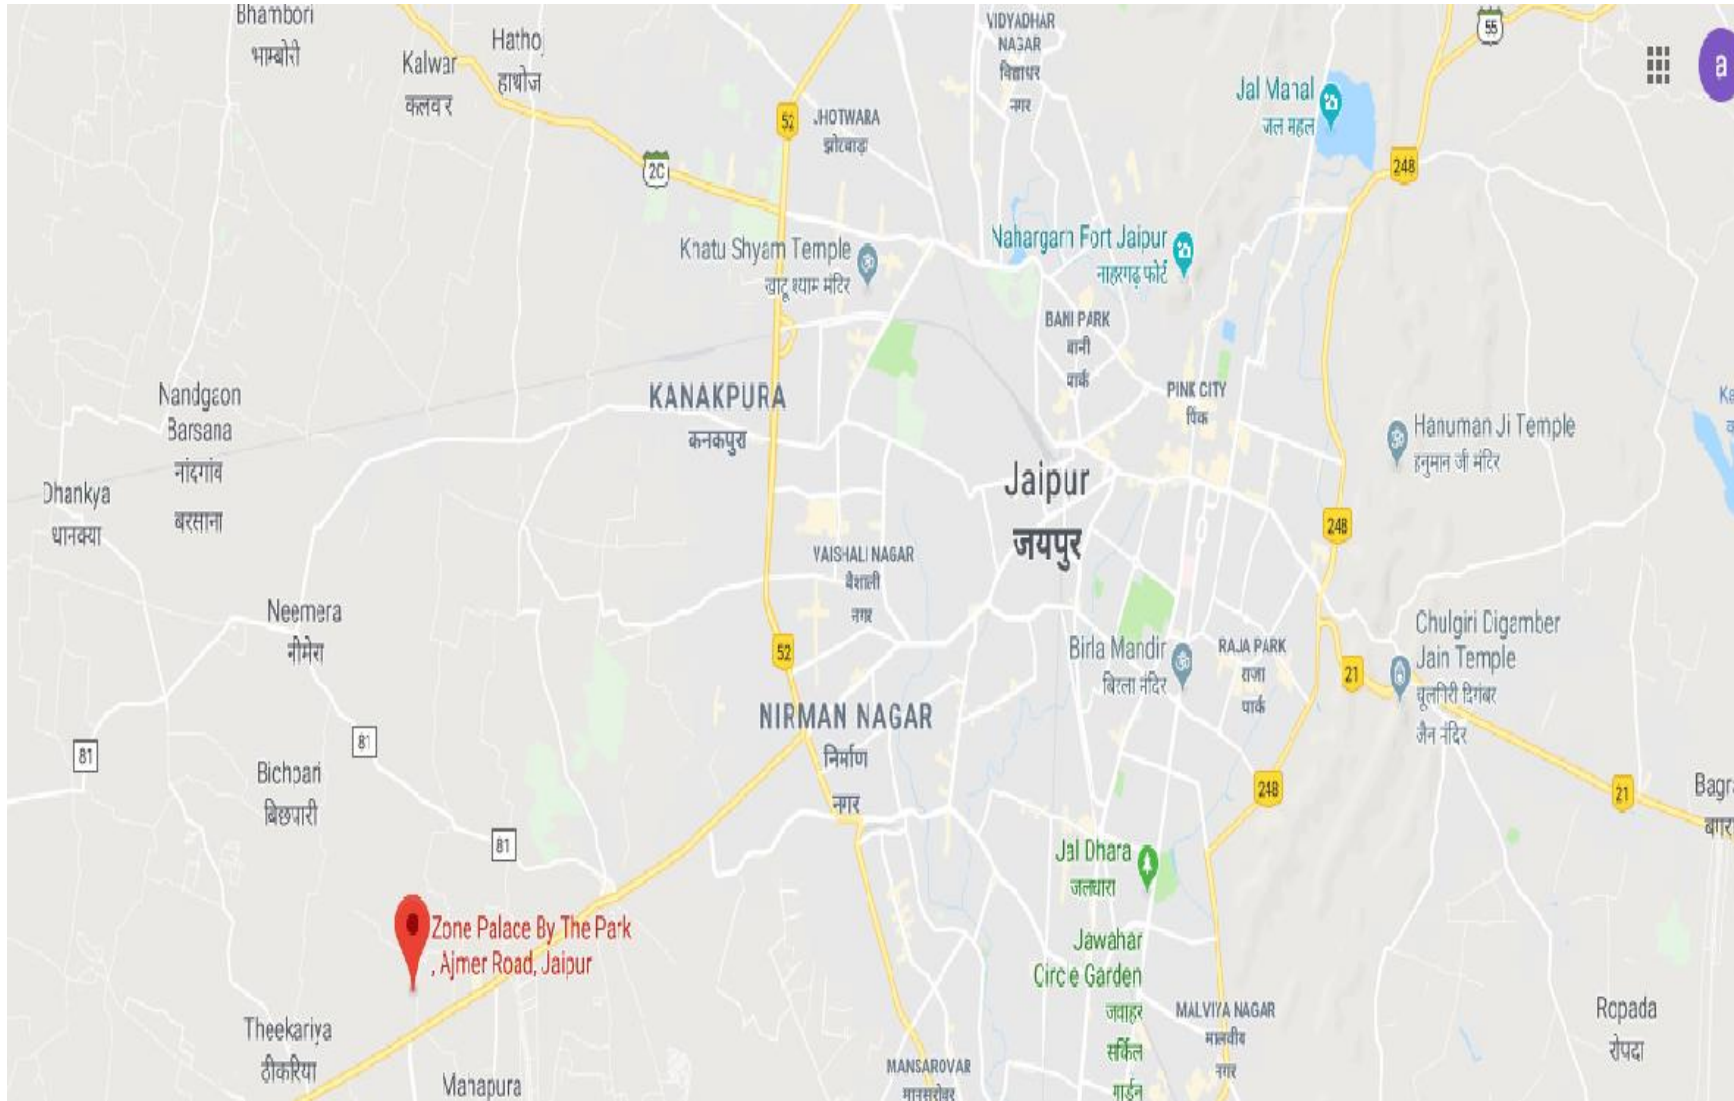 Bhambori
भाम्बोरी
Kalwar
कलवर
Hathoj
हाथोज
VIDYADHAR
NAGAR
विद्याधर
नगर
55
a
52
JHOTWARA
झोटवाड़ा
Jal Mahal
जल महल
248
2C
Khatu Shyam Temple
खाटू श्याम मंदिर
Nahargarh Fort Jaipur
नाहरगढ़ फोर्ट
BANI PARK
बानी
पार्क
PINK CITY
पिंक
KANAKPURA
कनकपुरा
Nandgaon
Barsana
नांदगांव
बरसाना
Hanuman Ji Temple
हनुमान जी मंदिर
Dhankya
धानक्या
Jaipur
जयपुर
248
VAISHALI NAGAR
वैशाली
नगर
Neemera
नीमेरा
52
Birla Mandir
बिरला मंदिर
RAJA PARK
राजा
पार्क
21
Chulgiri Digamber
Jain Temple
चूलगिरी दिगंबर
जैन मंदिर
NIRMAN NAGAR
निर्माण
नगर
81
81
Bichpari
बिछपारी
248
21
Bagr
बगर
81
Jal Dhara
जलधारा
Zone Palace By The Park
, Ajmer Road, Jaipur
Jawahar
Circle Garden
जवाहर
सर्किल
गार्डन
Theekariya
ठीकरिया
Mahapura
MANSAROVAR
मानसरोवर
MALVIYA NAGAR
मालवीय
नगर
Ropada
रोपदा